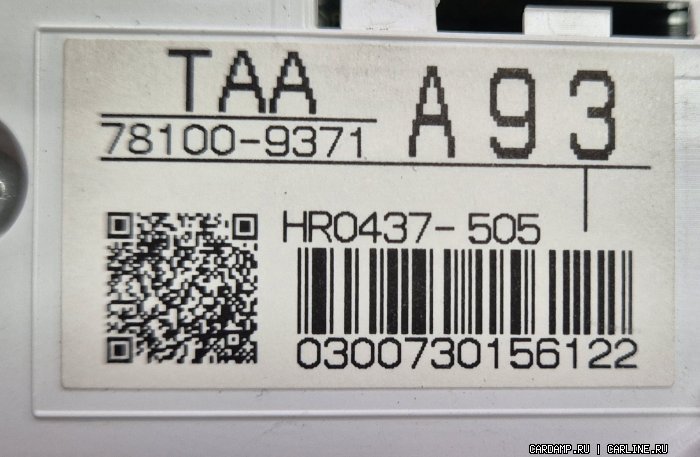 TAA
78100-9371
A93
HR0437-505
0300730156122
CARDAMP.RU | CARLINE.RU